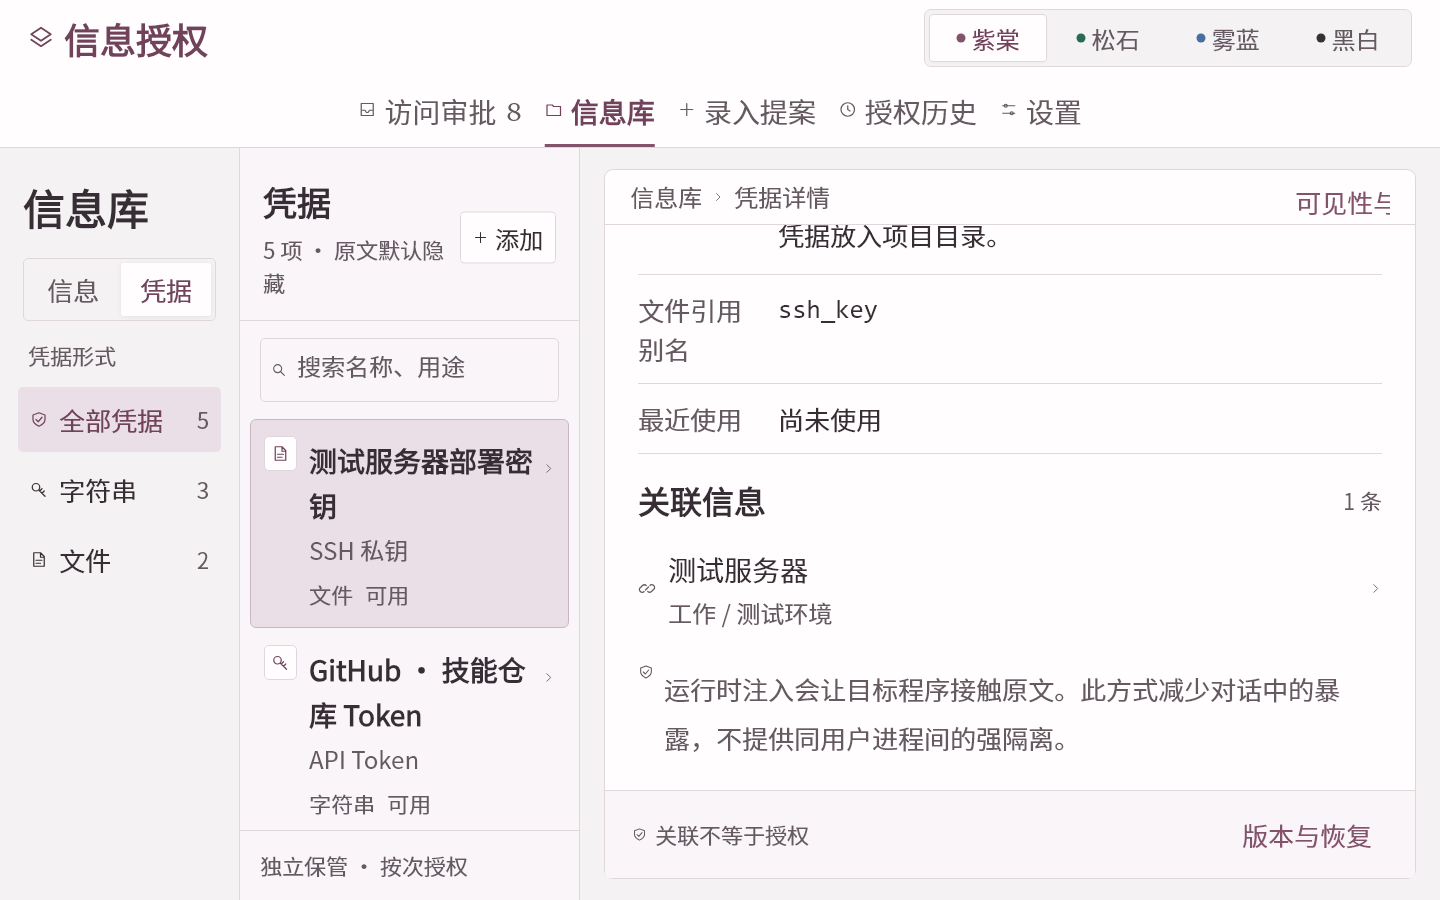 信息授权
紫棠
松石
雾蓝
黑白
访问审批 8
信息库
录入提案
授权历史
设置
信息库
信息
凭据
凭据形式
全部凭据 5
字符串 3
文件 2
凭据
5 项 · 原文默认隐
藏
+ 添加
搜索名称、用途
测试服务器部署密
钥
SSH 私钥
文件 可用
GitHub · 技能仓
库 Token
API Token
字符串 可用
独立保管 · 按次授权
信息库 › 凭据详情
可见性与
凭据放入项目目录。
文件引用
别名
ssh_key
最近使用
尚未使用
关联信息
1 条
测试服务器
工作 / 测试环境
运行时注入会让目标程序接触原文。此方式减少对话中的暴
露，不提供同用户进程间的强隔离。
关联不等于授权
版本与恢复